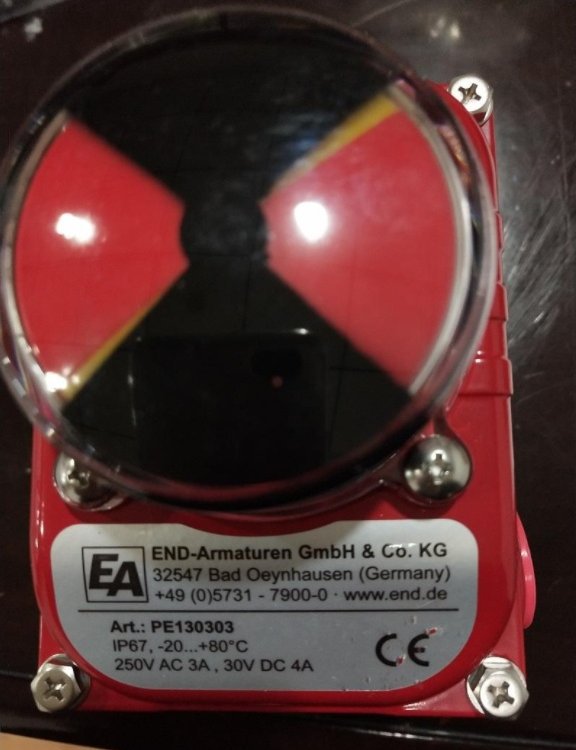 EA
END-Armaturen GmbH & Co. KG
32547 Bad Oeynhausen (Germany)
+49 (0)5731 - 7900-0 · www.end.de
Art.: PE130303
IP67, -20...+80°C
250V AC 3A , 30V DC 4A
CE